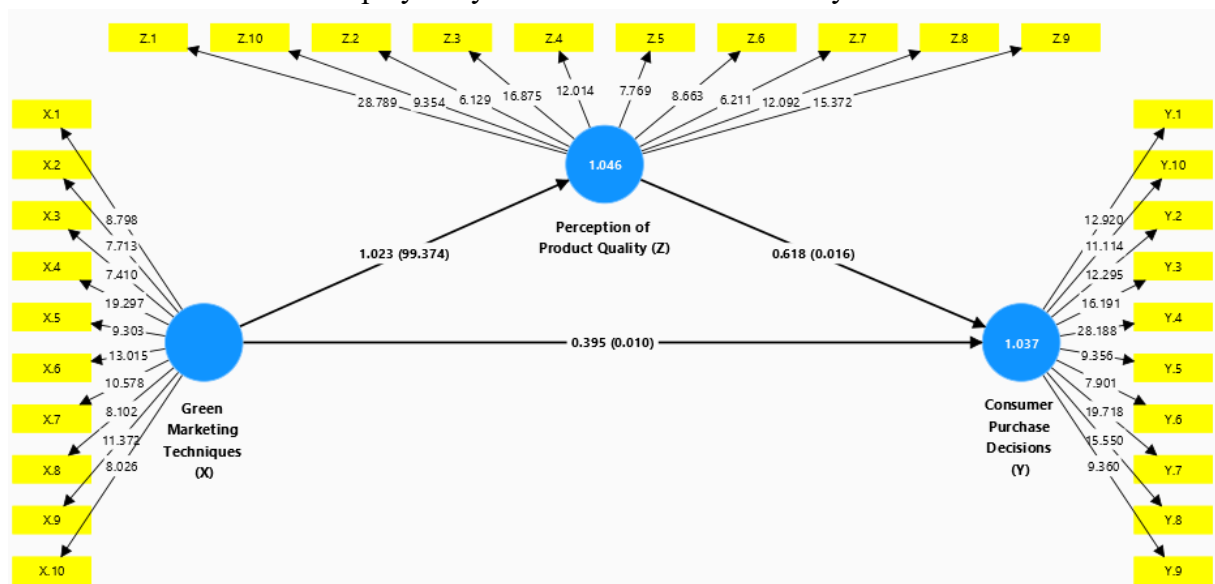 Z.1
Z.10
Z.2
Z.3
Z.4
Z.5
Z.6
Z.7
Z.8
Z.9
28.789
9.354
6.129
16.875
12.014
7.769
8.663
6.211
12.092
15.372
1.046
Perception of
Product Quality (Z)
X.1
X.2
X.3
X.4
X.5
X.6
X.7
X.8
X.9
X.10
8.798
7.713
7.410
19.297
9.303
13.015
10.578
8.102
11.372
8.026
Green
Marketing
Techniques
(X)
1.023 (99.374)
0.618 (0.016)
0.395 (0.010)
1.037
Consumer
Purchase
Decisions
(Y)
12.920
11.114
12.295
16.191
28.188
9.356
7.901
19.718
15.550
9.360
Y.1
Y.10
Y.2
Y.3
Y.4
Y.5
Y.6
Y.7
Y.8
Y.9